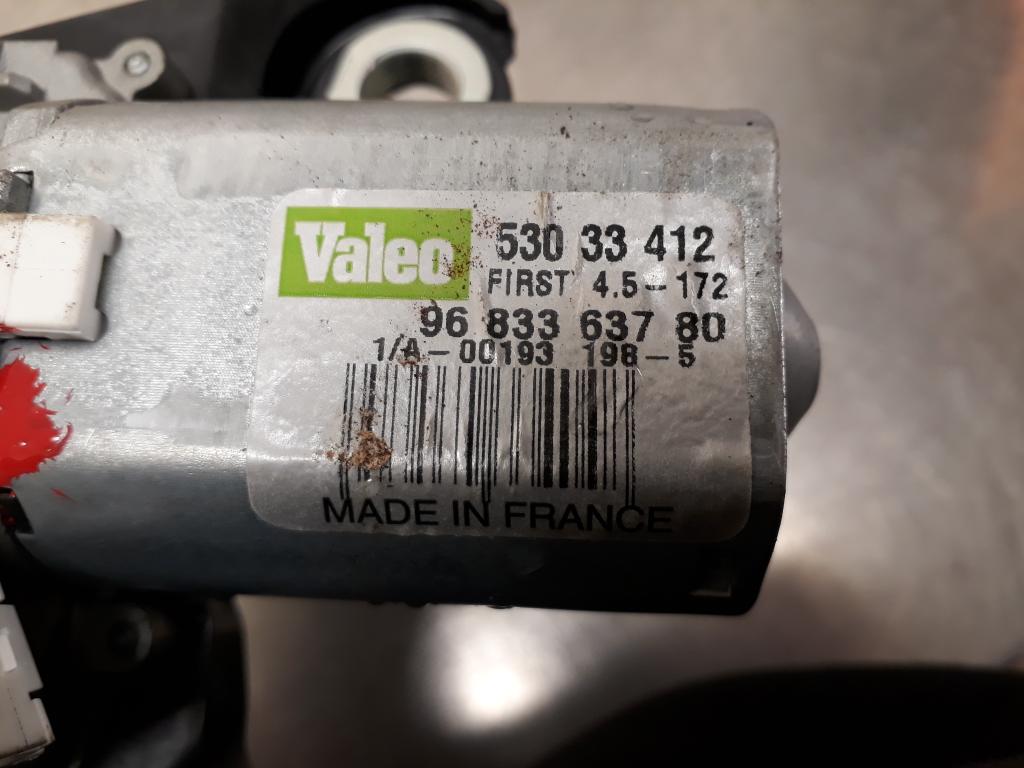 Valeo 530 33 412
FIRST 4.5-172
96 833 637 80
1/A-00193 198-5
MADE IN FRANCE